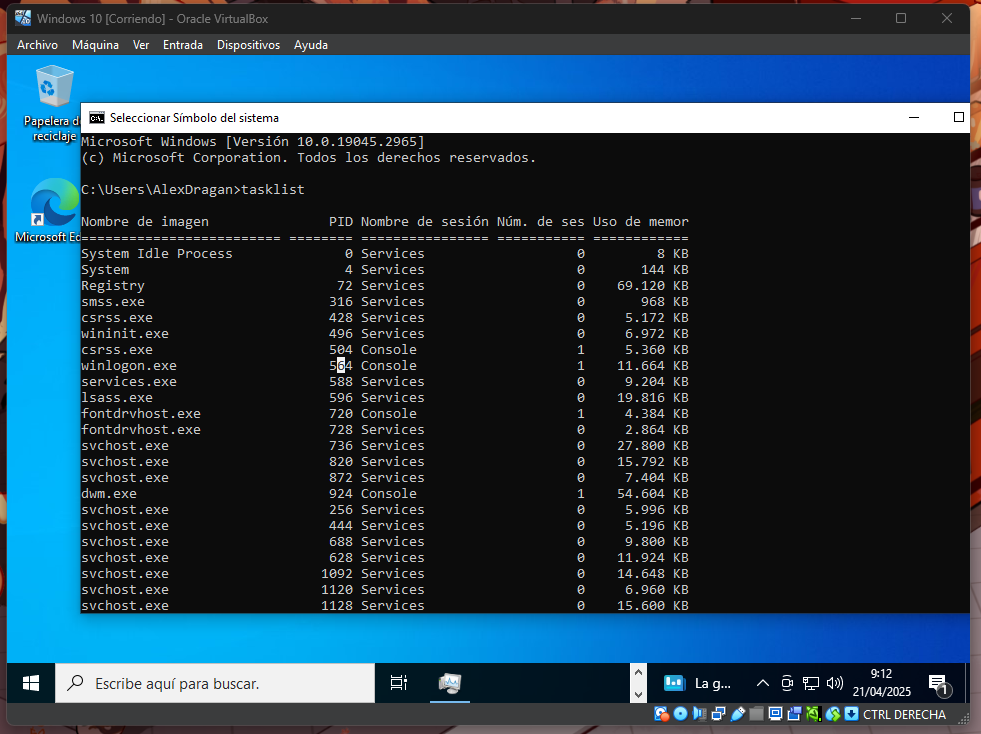 Windows 10 [Corriendo] - Oracle VirtualBox
Archivo Máquina Ver Entrada Dispositivos Ayuda
Papelera de
reciclaje
Microsoft Ed
Seleccionar Símbolo del sistema
Microsoft Windows [Versión 10.0.19045.2965]
(c) Microsoft Corporation. Todos los derechos reservados.
C:\Users\AlexDragan>tasklist
Nombre de imagen PID Nombre de sesión Núm. de ses Uso de memor
========================= ======== ================ =========== ============
System Idle Process 0 Services 0 8 KB
System 4 Services 0 144 KB
Registry 72 Services 0 69.120 KB
smss.exe 316 Services 0 968 KB
csrss.exe 428 Services 0 5.172 KB
wininit.exe 496 Services 0 6.972 KB
csrss.exe 504 Console 1 5.360 KB
winlogon.exe 564 Console 1 11.664 KB
services.exe 588 Services 0 9.204 KB
lsass.exe 596 Services 0 19.816 KB
fontdrvhost.exe 720 Console 1 4.384 KB
fontdrvhost.exe 728 Services 0 2.864 KB
svchost.exe 736 Services 0 27.800 KB
svchost.exe 820 Services 0 15.792 KB
svchost.exe 872 Services 0 7.404 KB
dwm.exe 924 Console 1 54.604 KB
svchost.exe 256 Services 0 5.996 KB
svchost.exe 444 Services 0 5.196 KB
svchost.exe 688 Services 0 9.800 KB
svchost.exe 628 Services 0 11.924 KB
svchost.exe 1092 Services 0 14.648 KB
svchost.exe 1120 Services 0 6.960 KB
svchost.exe 1128 Services 0 15.600 KB
Escribe aquí para buscar.
La g...
9:12
21/04/2025
1
CTRL DERECHA